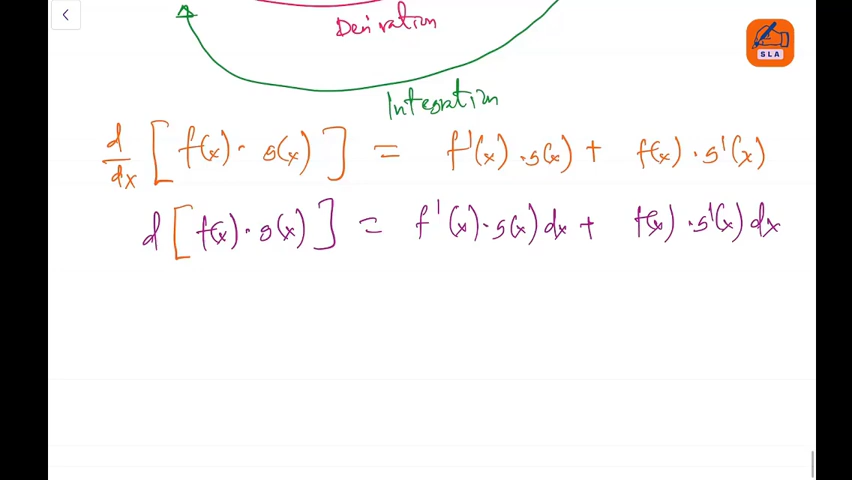 Derivation
SLA
Integration
d/dx [f(x) · g(x)] = f'(x) · g(x) + f(x) · g'(x)
d[f(x) · g(x)] = f'(x) · g(x) dx + f(x) · g'(x) dx